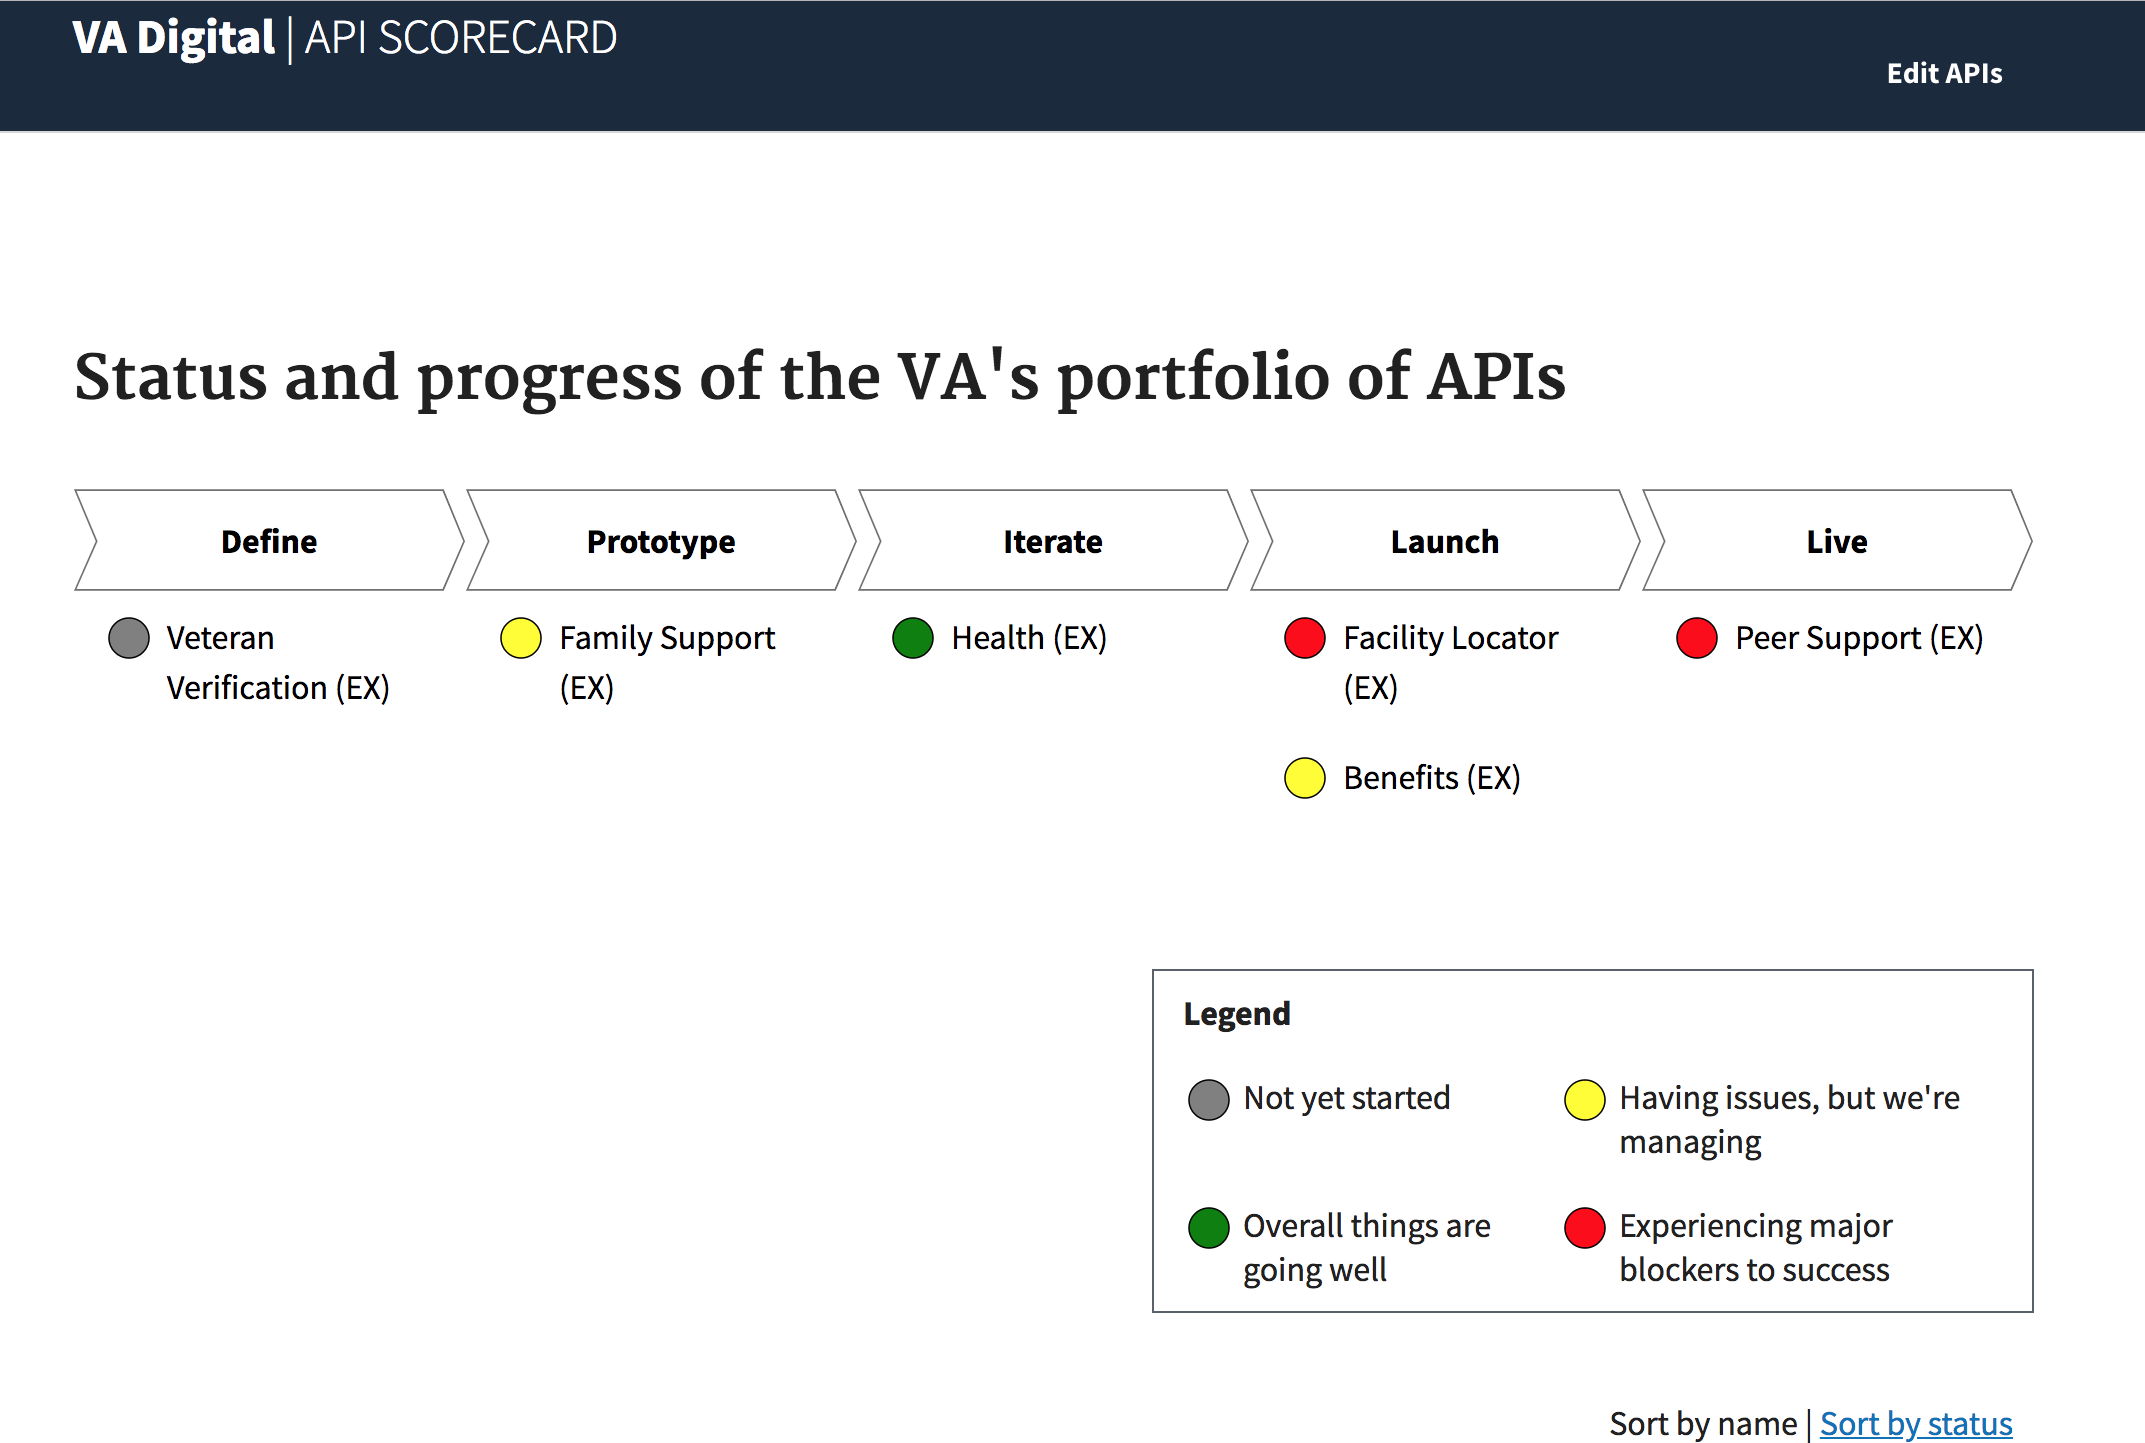 VA Digital | API SCORECARD
Edit APIs
Status and progress of the VA's portfolio of APIs
Define
Prototype
Iterate
Launch
Live
Veteran
Verification (EX)
Family Support
(EX)
Health (EX)
Facility Locator
(EX)
Benefits (EX)
Peer Support (EX)
Legend
Not yet started
Having issues, but we're
managing
Overall things are
going well
Experiencing major
blockers to success
Sort by name | Sort by status